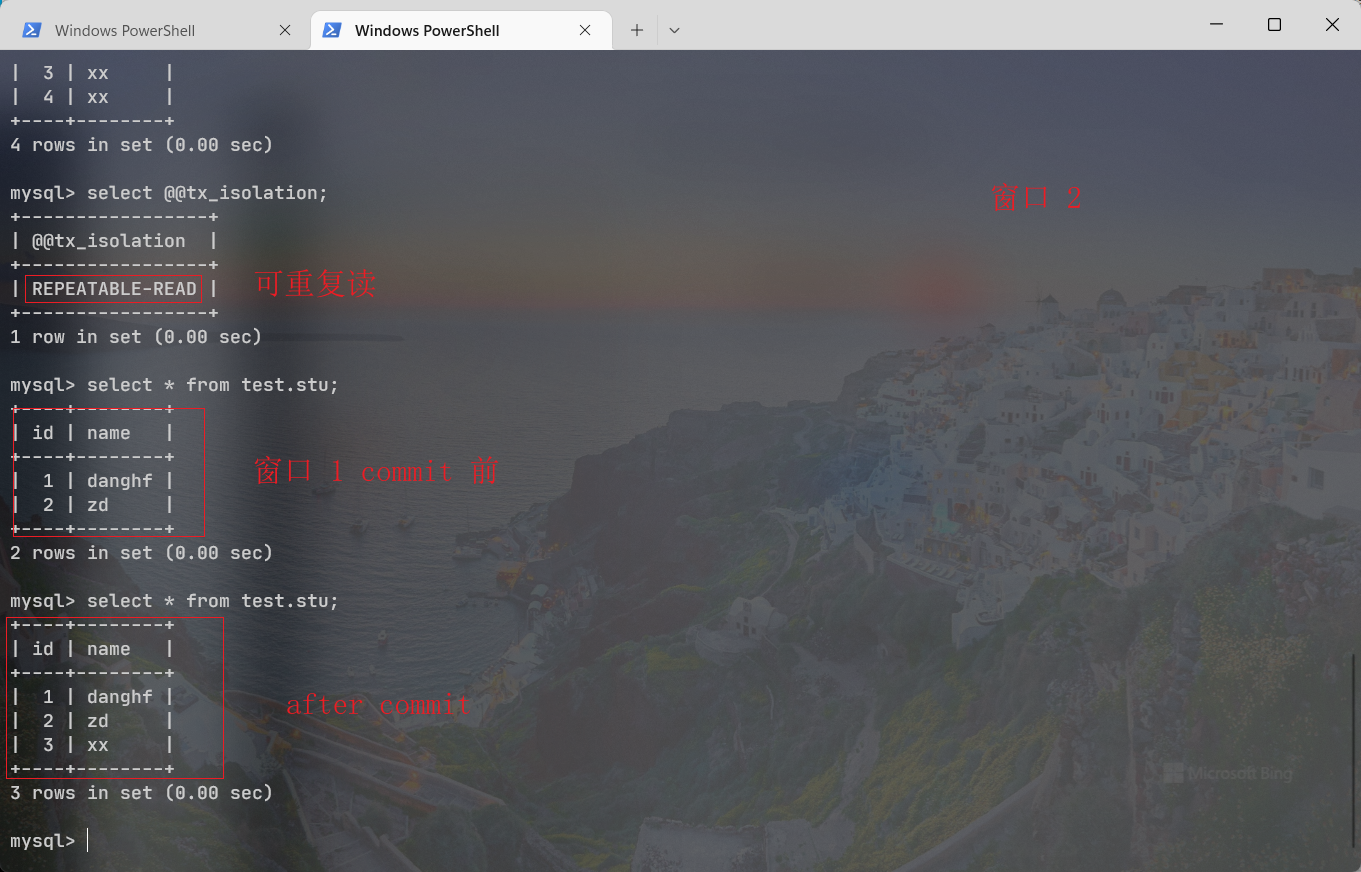 Windows PowerShell
Windows PowerShell
|  3 | xx     |
|  4 | xx     |
+----+--------+
4 rows in set (0.00 sec)
mysql> select @@tx_isolation;
窗口 2
+-----------------+
| @@tx_isolation  |
+-----------------+
| REPEATABLE-READ |
可重复读
+-----------------+
1 row in set (0.00 sec)
mysql> select * from test.stu;
+----+--------+
| id | name   |
+----+--------+
窗口 1 commit 前
|  1 | danghf |
|  2 | zd     |
+----+--------+
2 rows in set (0.00 sec)
mysql> select * from test.stu;
+----+--------+
| id | name   |
+----+--------+
|  1 | danghf |
after commit
|  2 | zd     |
|  3 | xx     |
+----+--------+
Microsoft Bing
3 rows in set (0.00 sec)
mysql>